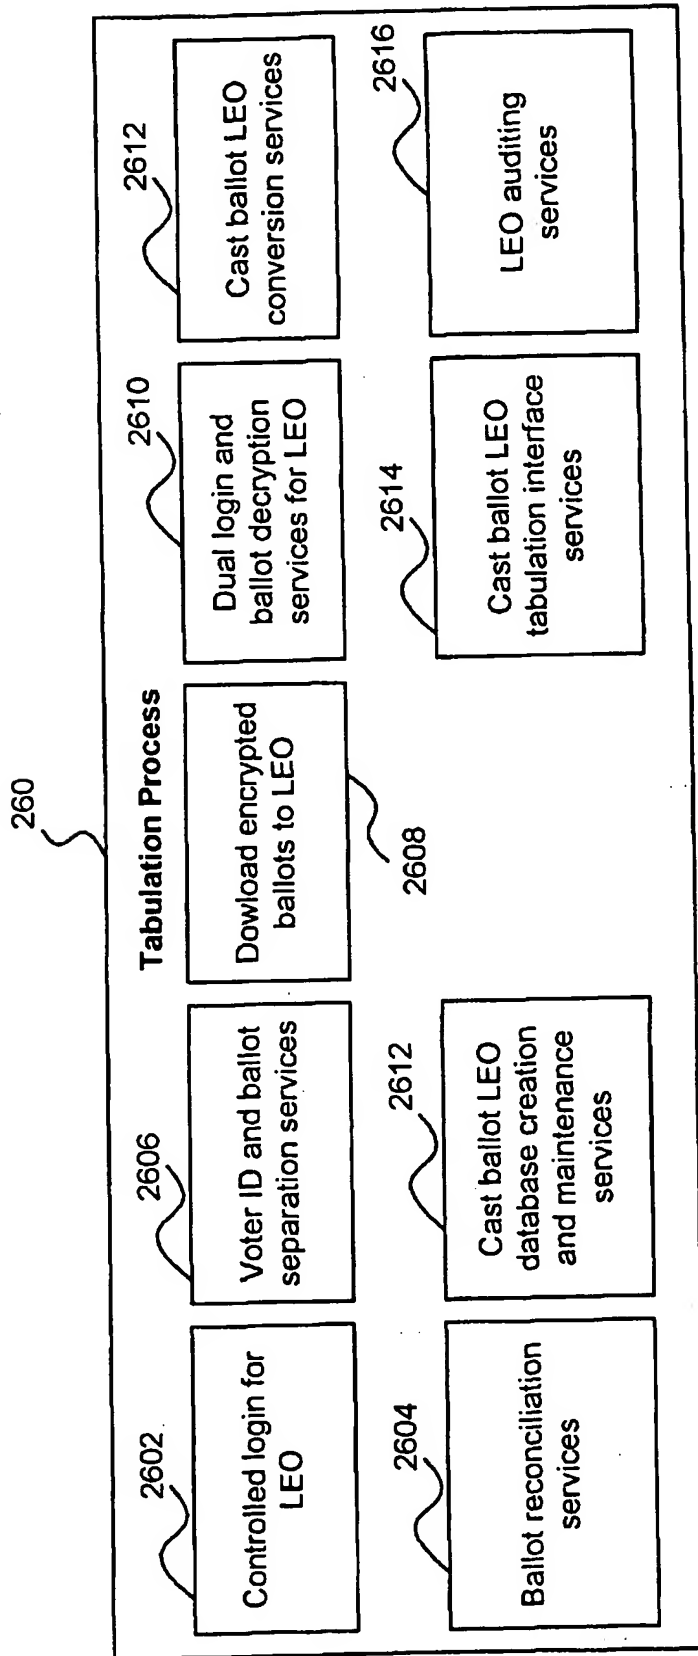 260
Tabulation Process
2602
Controlled login for
LEO
2606
Voter ID and ballot
separation services
Dowload encrypted
ballots to LEO
2608
2610
Dual login and
ballot decryption
services for LEO
2612
Cast ballot LEO
conversion services
2604
Ballot reconciliation
services
2612
Cast ballot LEO
database creation
and maintenance
services
2614
Cast ballot LEO
tabulation interface
services
2616
LEO auditing
services